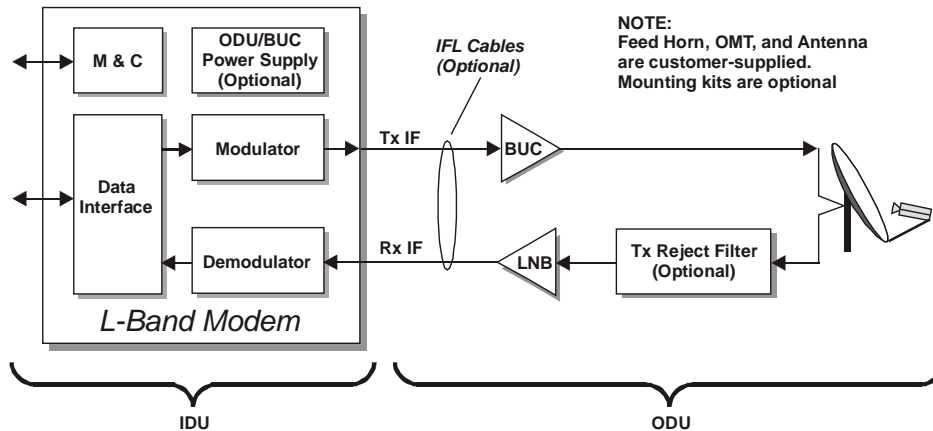 M & C
ODU/BUC
Power Supply
(Optional)
IFL Cables
(Optional)
NOTE:
Feed Horn, OMT, and Antenna
are customer-supplied.
Mounting kits are optional
Data
Interface
Modulator
Tx IF
BUC
Demodulator
Rx IF
LNB
Tx Reject Filter
(Optional)
L-Band Modem
IDU
ODU